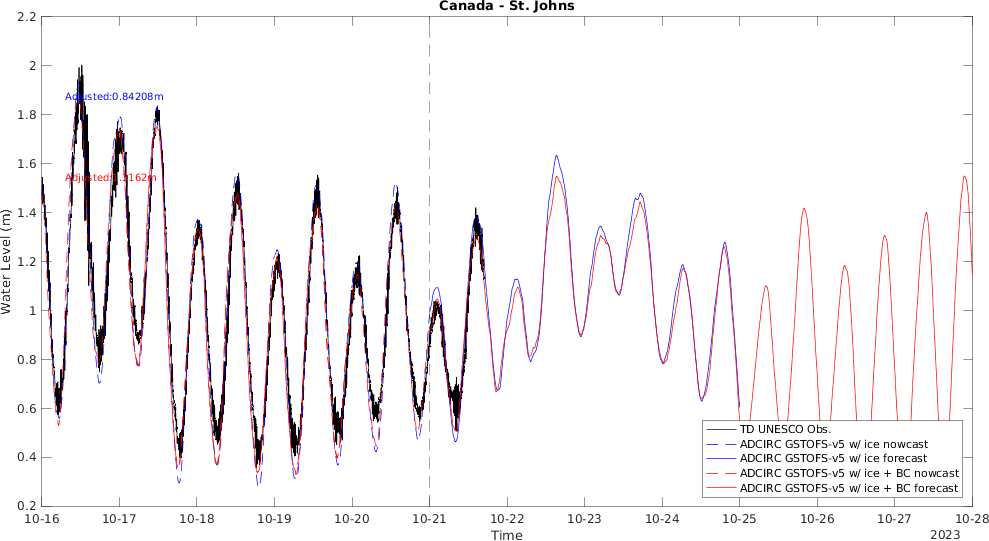 Canada - St. Johns
2.2
2
1.8
1.6
1.4
1.2
1
0.8
0.6
0.4
0.2
Water Level (m)
Adjusted:0.84208m
10-16
10-17
10-18
10-19
10-20
10-21
10-22
10-23
10-24
10-25
10-26
10-27
10-28
Time
2023
TD UNESCO Obs.
ADCIRC GSTOFS-v5 w/ ice nowcast
ADCIRC GSTOFS-v5 w/ ice forecast
ADCIRC GSTOFS-v5 w/ ice + BC nowcast
ADCIRC GSTOFS-v5 w/ ice + BC forecast